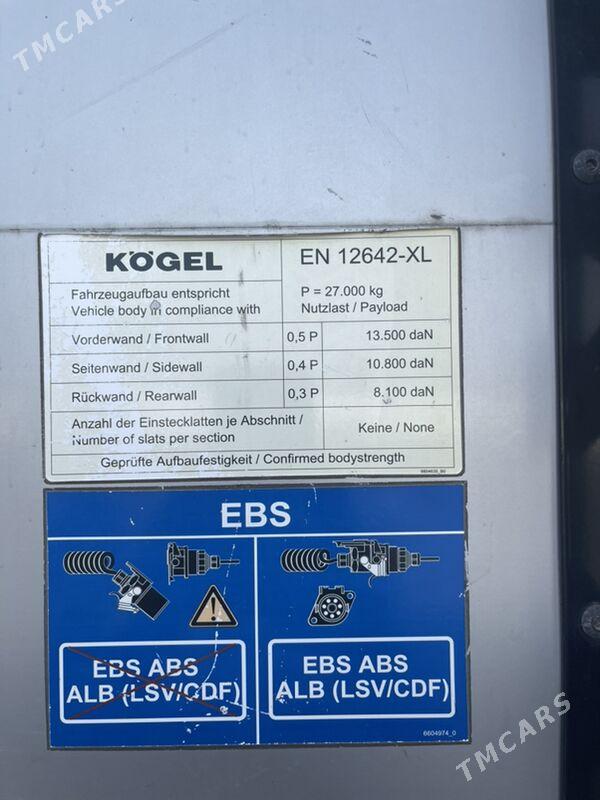 TMCARS
KÖGEL
EN 12642-XL
Fahrzeugaufbau entspricht
Vehicle body in compliance with
P = 27.000 kg
Nutzlast / Payload
Vorderwand / Frontwall 0,5 P 13.500 daN
Seitenwand / Sidewall 0,4 P 10.800 daN
Rückwand / Rearwall 0,3 P 8.100 daN
Anzahl der Einstecklatten je Abschnitt /
Number of slats per section
Keine / None
Geprüfte Aufbaufestigkeit / Confirmed bodystrength
EBS
EBS ABS
ALB (LSV/CDF)
EBS ABS
ALB (LSV/CDF)
6604974_0
TMCARS